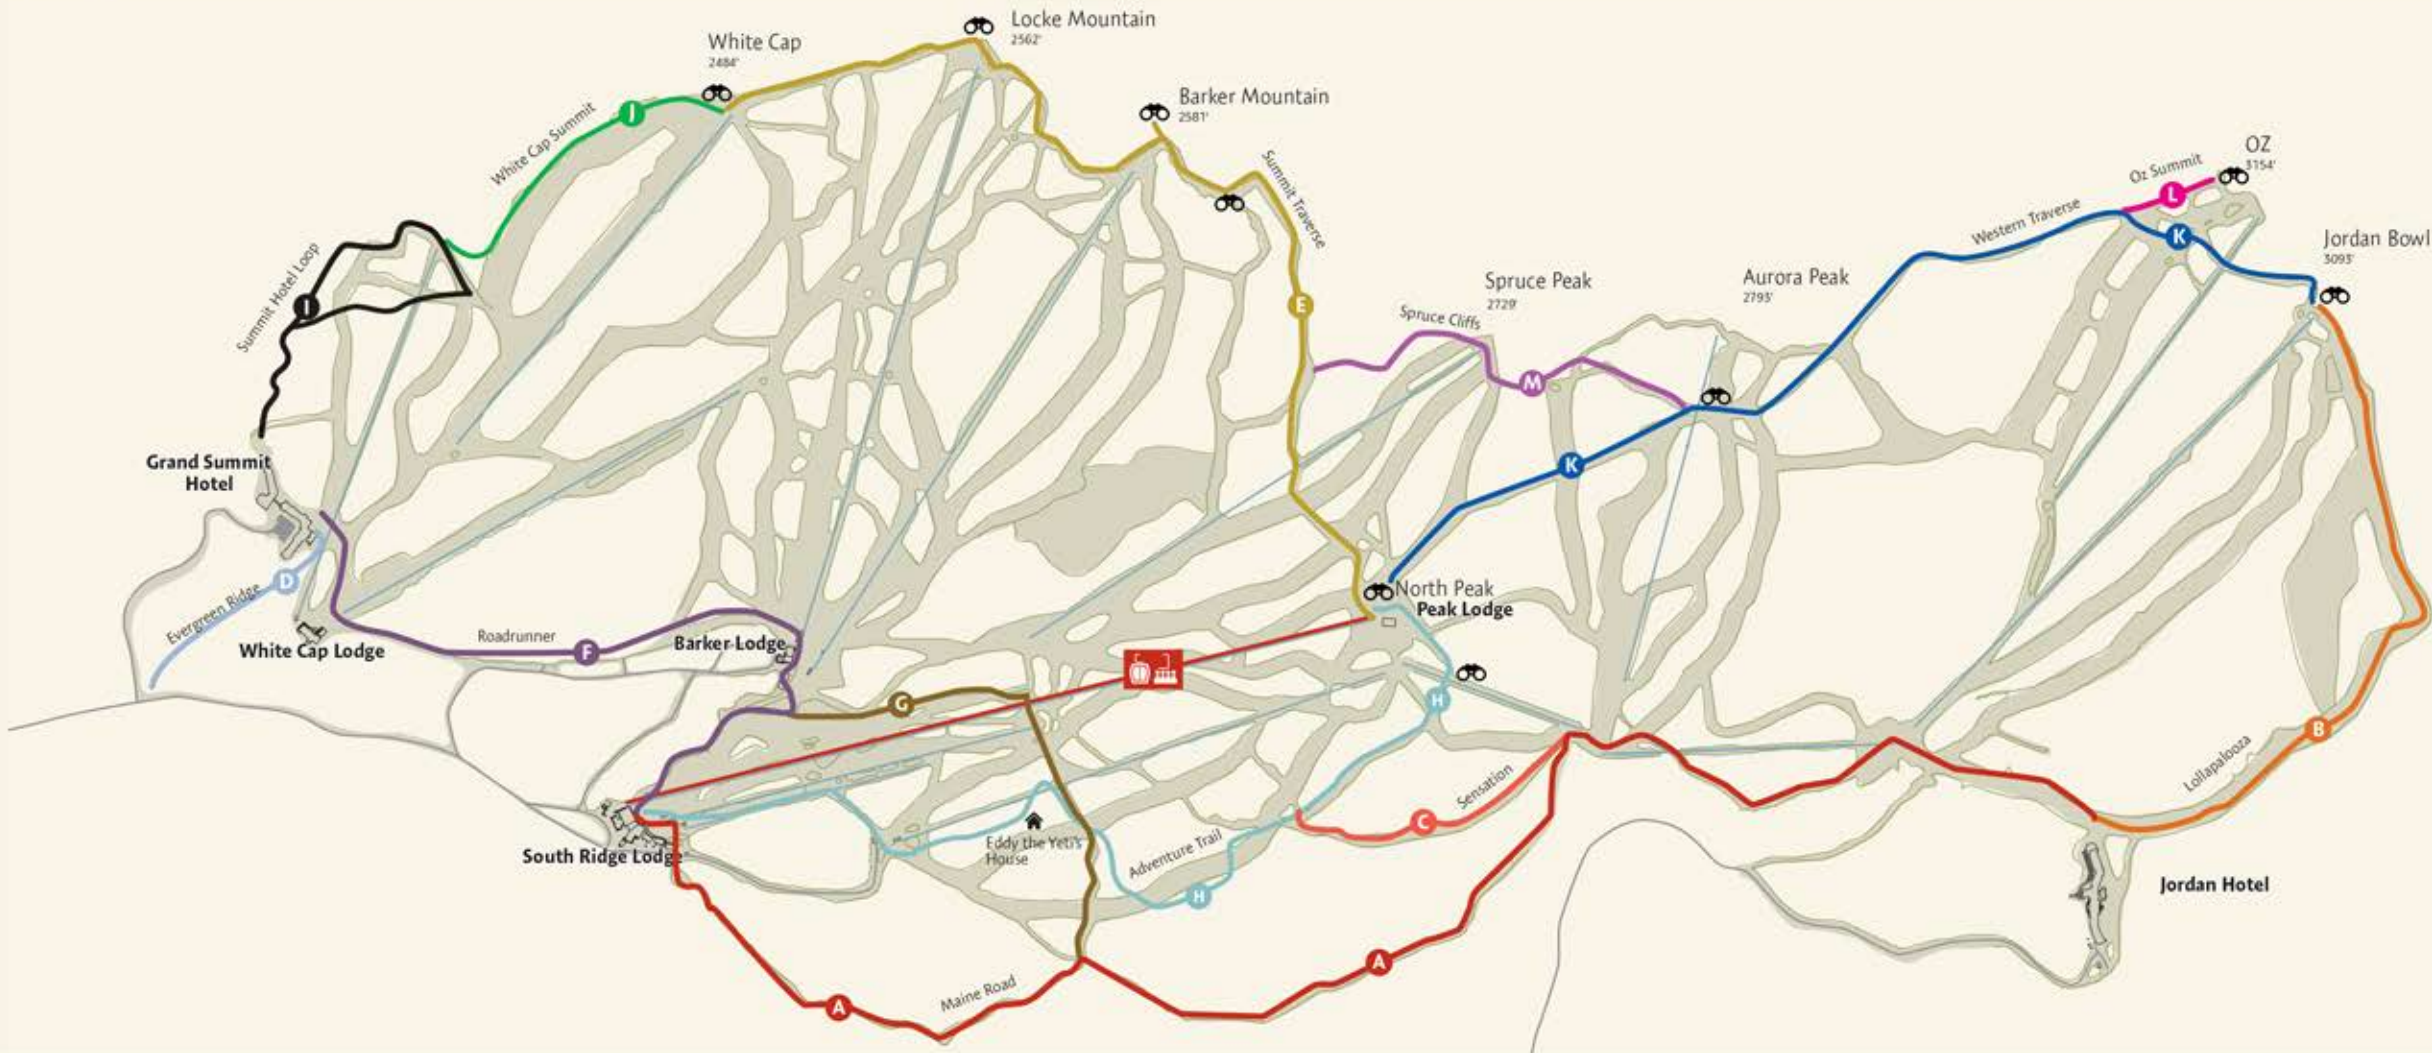 Locke Mountain
2562'
White Cap
2484'
Barker Mountain
2581'
J
White Cap Summit
OZ
3154'
Oz Summit
L
Summit Traverse
Western Traverse
K
Jordan Bowl
3093'
Summit Hotel Loop
I
E
Spruce Peak
2729'
Aurora Peak
2793'
Spruce Cliffs
M
K
Grand Summit
Hotel
D
Evergreen Ridge
North Peak
Peak Lodge
White Cap Lodge
Roadrunner
F
Barker Lodge
G
H
B
Lollapalooza
Sensation
C
Eddy the Yeti's
House
Adventure Trail
H
South Ridge Lodge
Jordan Hotel
A
Maine Road
A